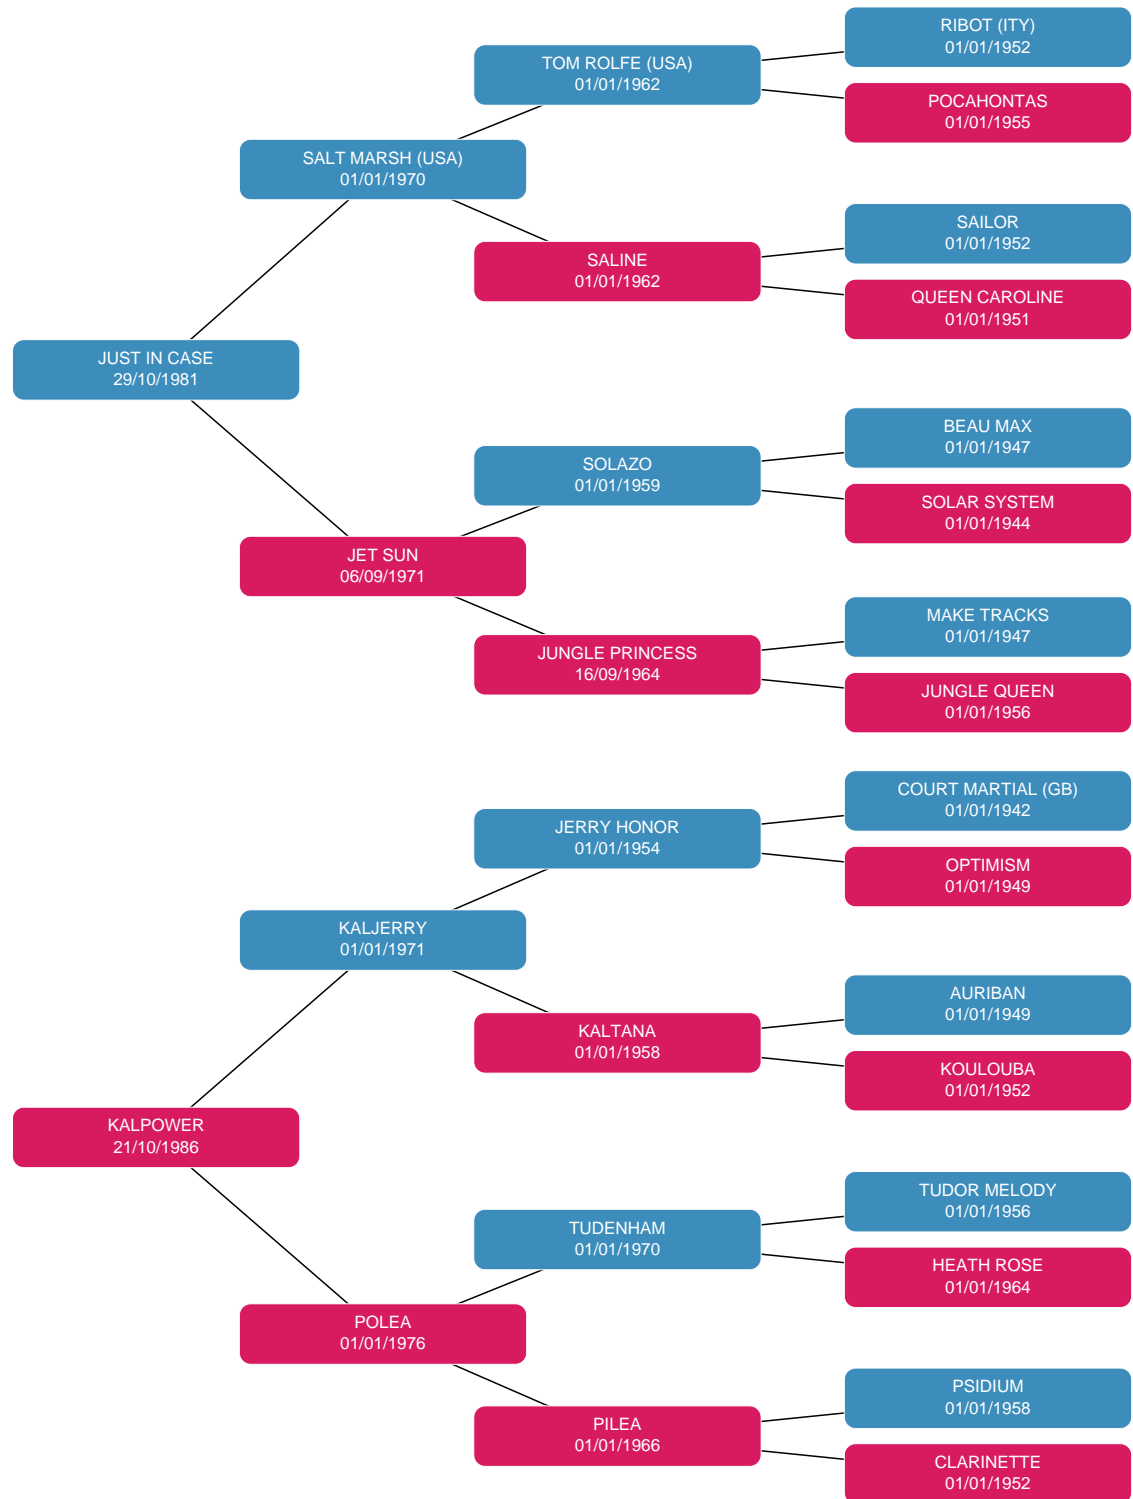 RIBOT (ITY)
01/01/1952
TOM ROLFE (USA)
01/01/1962
POCAHONTAS
01/01/1955
SALT MARSH (USA)
01/01/1970
SAILOR
01/01/1952
SALINE
01/01/1962
QUEEN CAROLINE
01/01/1951
JUST IN CASE
29/10/1981
BEAU MAX
01/01/1947
SOLAZO
01/01/1959
SOLAR SYSTEM
01/01/1944
JET SUN
06/09/1971
MAKE TRACKS
01/01/1947
JUNGLE PRINCESS
16/09/1964
JUNGLE QUEEN
01/01/1956
COURT MARTIAL (GB)
01/01/1942
JERRY HONOR
01/01/1954
OPTIMISM
01/01/1949
KALJERRY
01/01/1971
AURIBAN
01/01/1949
KALTANA
01/01/1958
KOULOUBA
01/01/1952
KALPOWER
21/10/1986
TUDOR MELODY
01/01/1956
TUDENHAM
01/01/1970
HEATH ROSE
01/01/1964
POLEA
01/01/1976
PSIDIUM
01/01/1958
PILEA
01/01/1966
CLARINETTE
01/01/1952